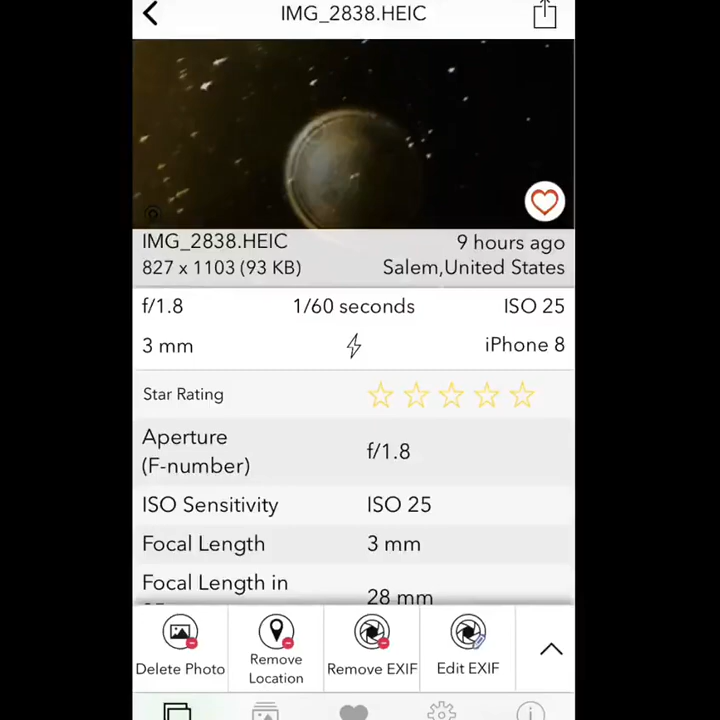 IMG_2838.HEIC
IMG_2838.HEIC 9 hours ago
827 x 1103 (93 KB) Salem,United States
f/1.8 1/60 seconds ISO 25
3 mm iPhone 8
Star Rating
Aperture
(F-number) f/1.8
ISO Sensitivity ISO 25
Focal Length 3 mm
Focal Length in
28 mm
Delete Photo Remove Location Remove EXIF Edit EXIF